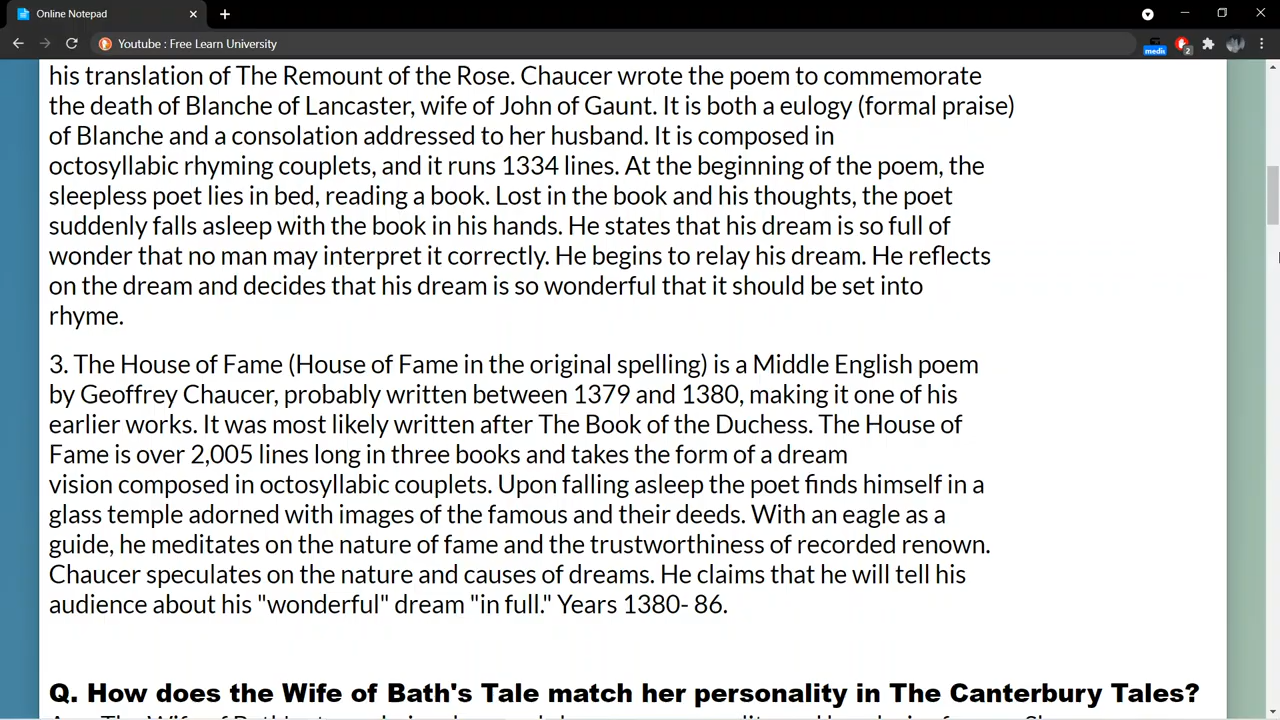 Online Notepad
Youtube : Free Learn University
medic
2
his translation of The Remount of the Rose. Chaucer wrote the poem to commemorate
the death of Blanche of Lancaster, wife of John of Gaunt. It is both a eulogy (formal praise)
of Blanche and a consolation addressed to her husband. It is composed in
octosyllabic rhyming couplets, and it runs 1334 lines. At the beginning of the poem, the
sleepless poet lies in bed, reading a book. Lost in the book and his thoughts, the poet
suddenly falls asleep with the book in his hands. He states that his dream is so full of
wonder that no man may interpret it correctly. He begins to relay his dream. He reflects
on the dream and decides that his dream is so wonderful that it should be set into
rhyme.
3. The House of Fame (House of Fame in the original spelling) is a Middle English poem
by Geoffrey Chaucer, probably written between 1379 and 1380, making it one of his
earlier works. It was most likely written after The Book of the Duchess. The House of
Fame is over 2,005 lines long in three books and takes the form of a dream
vision composed in octosyllabic couplets. Upon falling asleep the poet finds himself in a
glass temple adorned with images of the famous and their deeds. With an eagle as a
guide, he meditates on the nature of fame and the trustworthiness of recorded renown.
Chaucer speculates on the nature and causes of dreams. He claims that he will tell his
audience about his "wonderful" dream "in full." Years 1380- 86.
Q. How does the Wife of Bath's Tale match her personality in The Canterbury Tales?